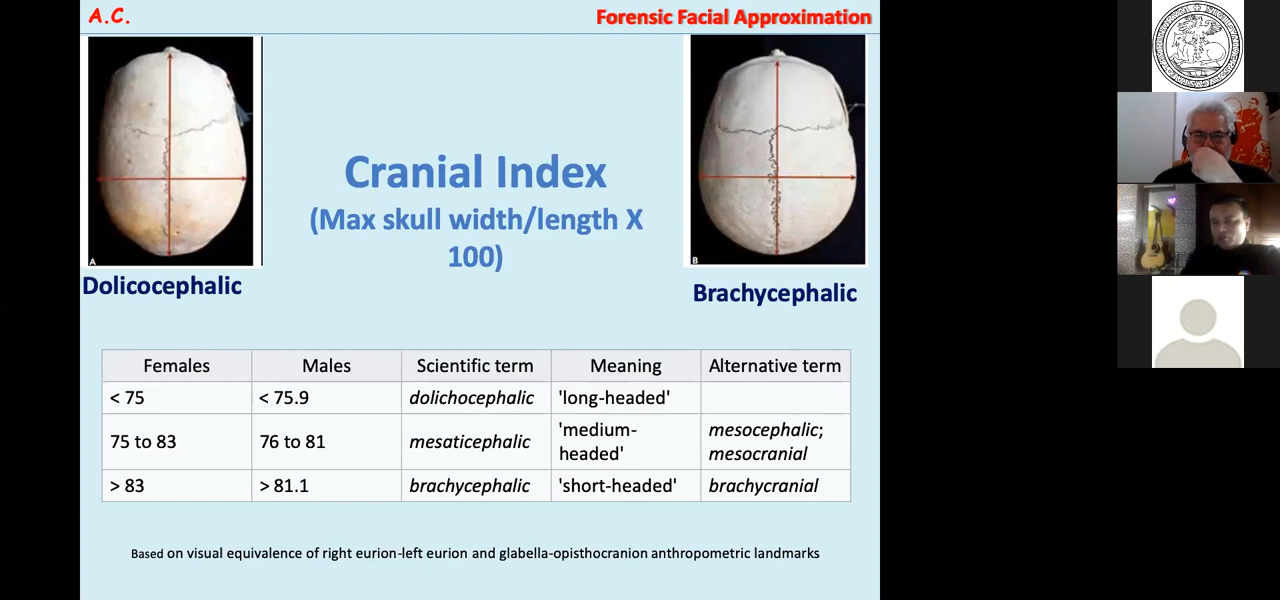 A.C.
Forensic Facial Approximation
A
B
Dolicocephalic
Cranial Index
(Max skull width/length X
100)
Brachycephalic
Females Males Scientific term Meaning Alternative term
< 75 < 75.9 dolichocephalic 'long-headed'
75 to 83 76 to 81 mesaticephalic 'medium-
headed' mesocephalic;
mesocranial
> 83 > 81.1 brachycephalic 'short-headed' brachycranial
Based on visual equivalence of right eurion-left eurion and glabella-opisthocranion anthropometric landmarks